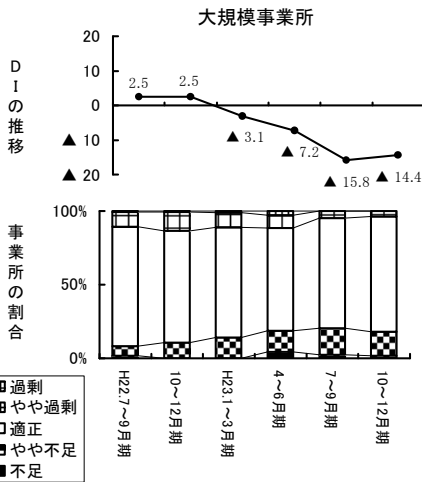 大規模事業所
DIの推移
20
10
0
▲ 10
▲ 20
2.5
2.5
▲ 3.1
▲ 7.2
▲ 15.8
▲ 14.4
事業所の割合
100%
50%
0%
H22.7～9月期
10～12月期
H23.1～3月期
4～6月期
7～9月期
10～12月期
過剰
やや過剰
適正
やや不足
不足